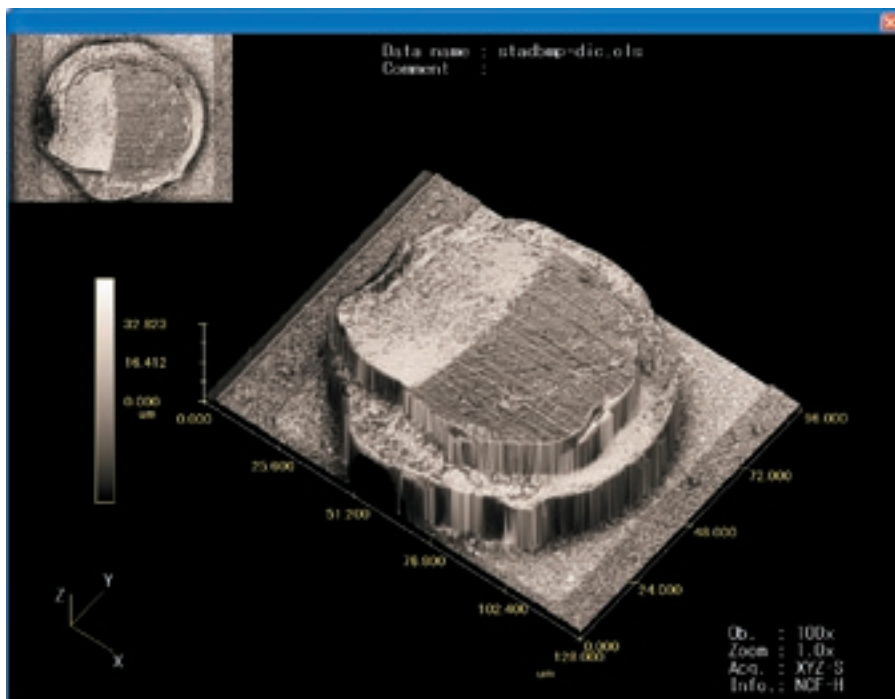 Data name : stadbmp-dic.ols
Comment :
32.823
16.412
0.000
um
0.000
25.600
51.200
76.800
102.400
128.000
um
0.000
24.000
48.000
72.000
96.000
Z
Y
X
Ob. : 100x
Zoom : 1.0x
Acq. : XYZ-S
Info. : NCF-H